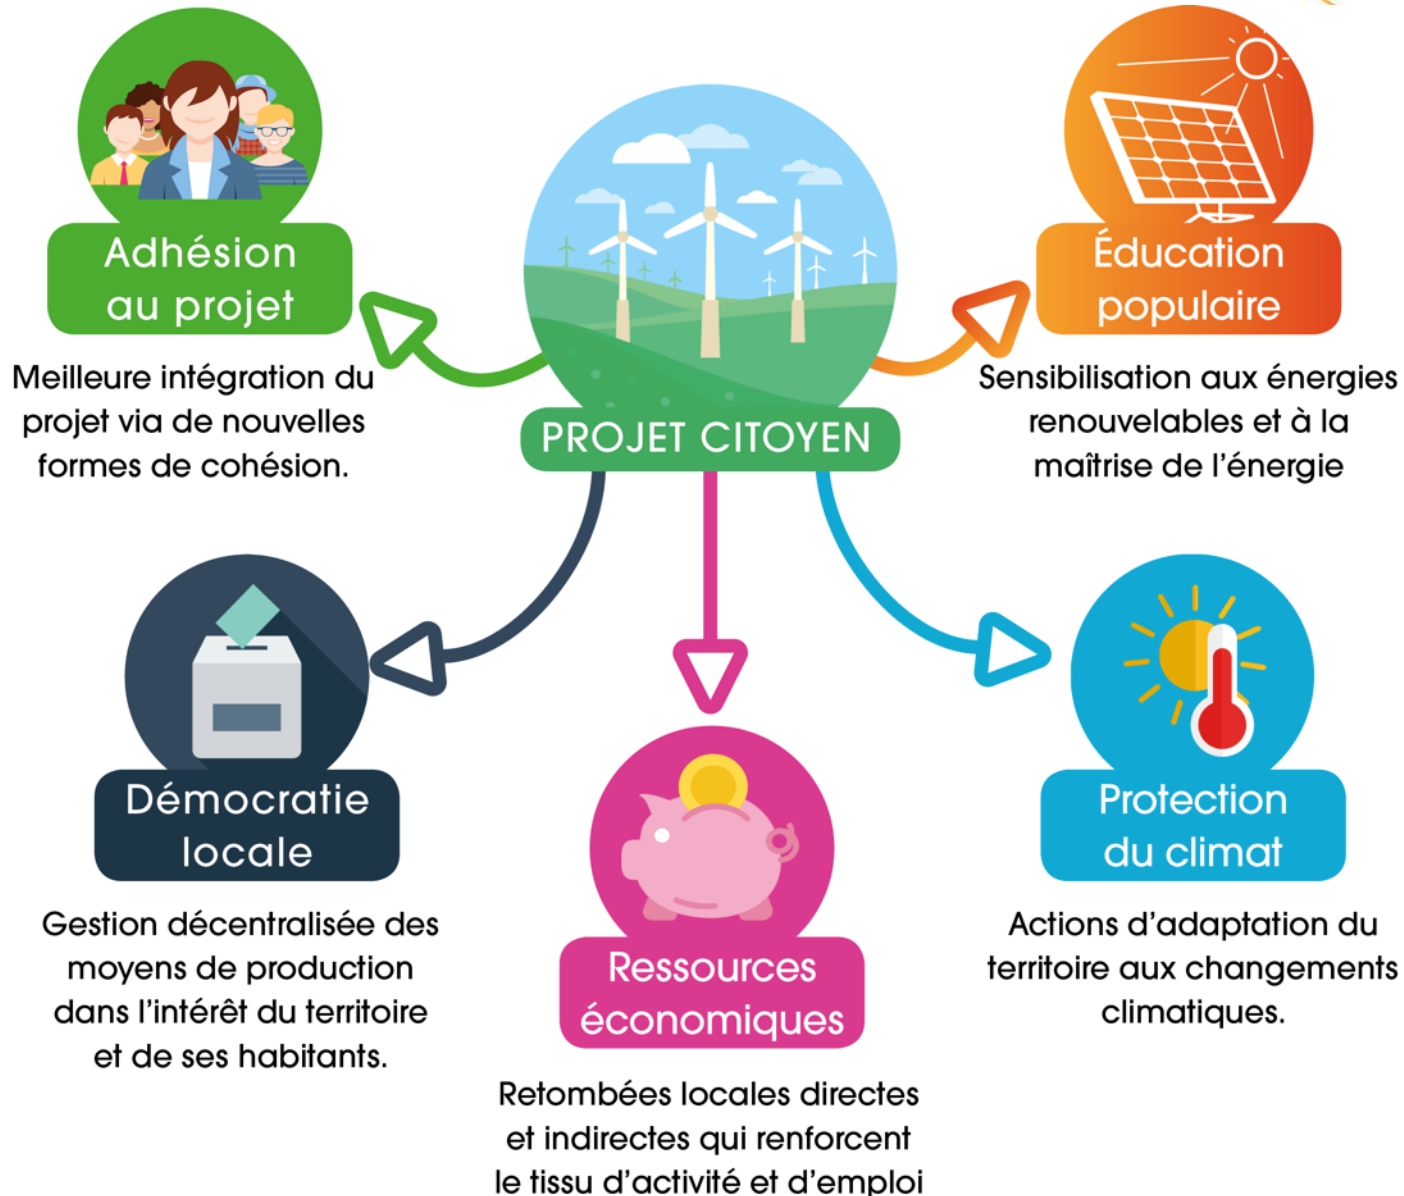 Adhésion
au projet
Meilleure intégration du
projet via de nouvelles
formes de cohésion.
PROJET CITOYEN
Éducation
populaire
Sensibilisation aux énergies
renouvelables et à la
maîtrise de l'énergie
Démocratie
locale
Gestion décentralisée des
moyens de production
dans l'intérêt du territoire
et de ses habitants.
Ressources
économiques
Retombées locales directes
et indirectes qui renforcent
le tissu d'activité et d'emploi
Protection
du climat
Actions d'adaptation du
territoire aux changements
climatiques.